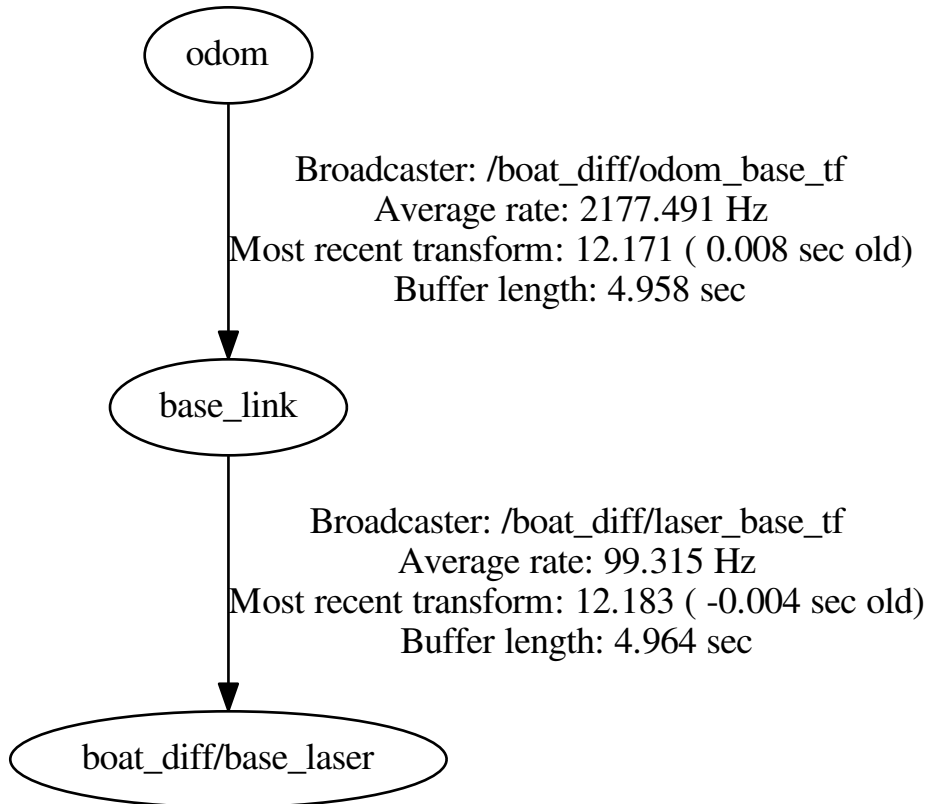 odom
Broadcaster: /boat_diff/odom_base_tf
Average rate: 2177.491 Hz
Most recent transform: 12.171 ( 0.008 sec old)
Buffer length: 4.958 sec
base_link
Broadcaster: /boat_diff/laser_base_tf
Average rate: 99.315 Hz
Most recent transform: 12.183 ( -0.004 sec old)
Buffer length: 4.964 sec
boat_diff/base_laser